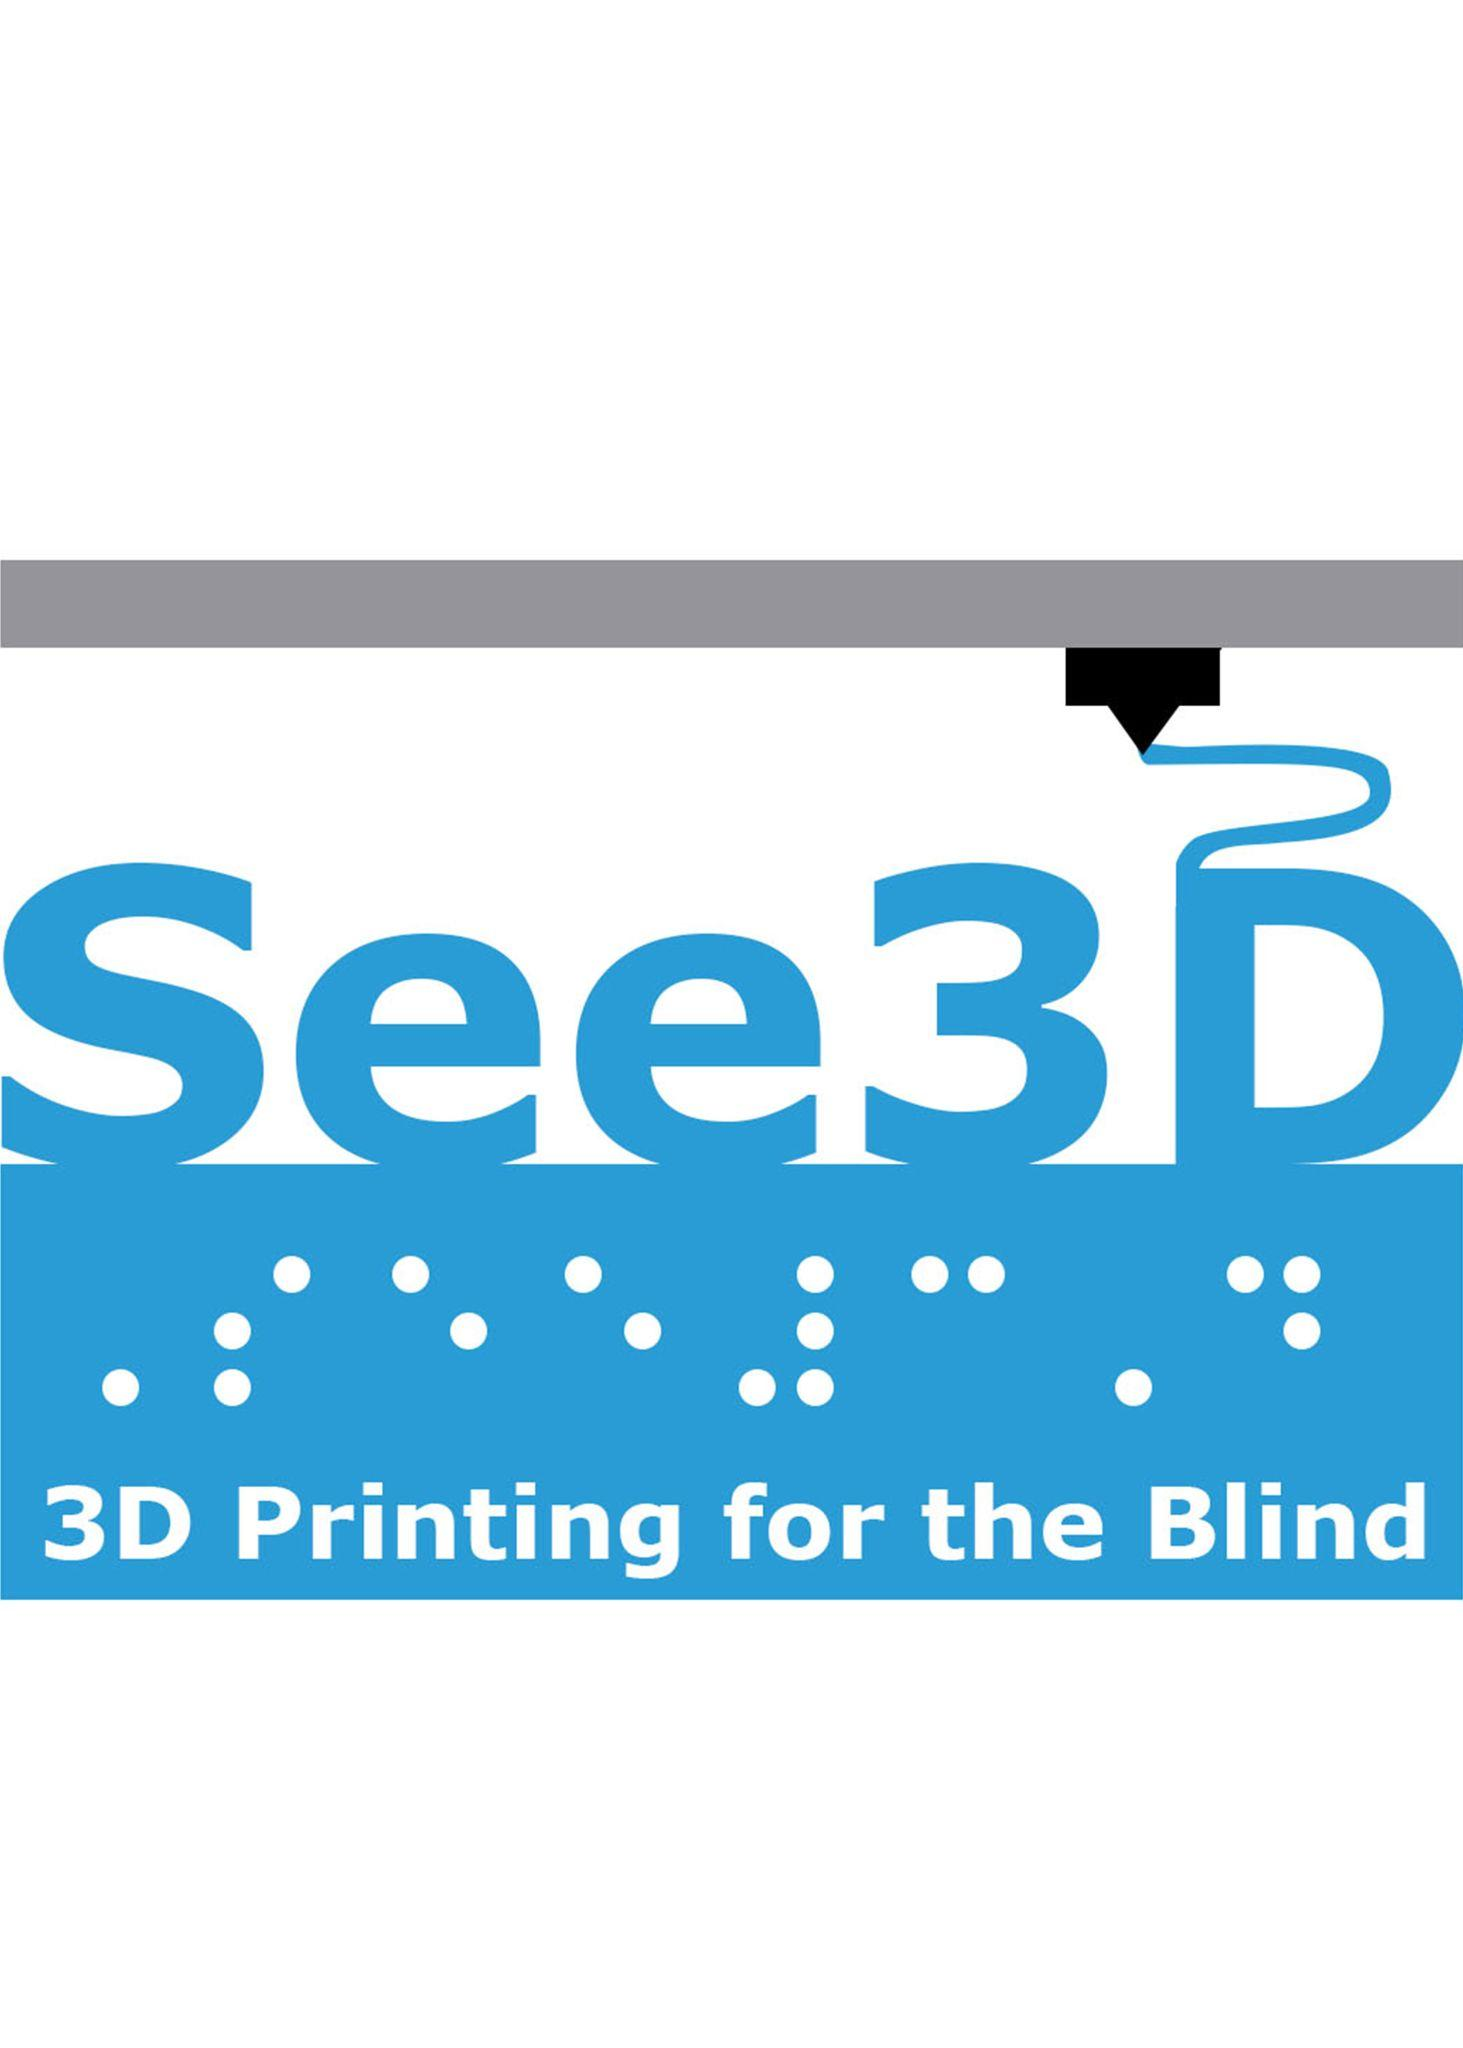 See3D
⠠⠎⠑⠑⠼⠉⠠⠙
3D Printing for the Blind